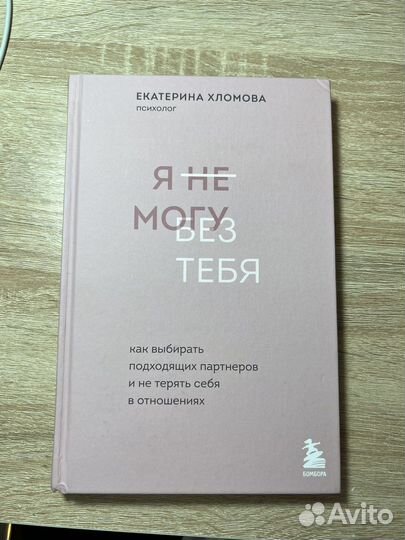 ЕКАТЕРИНА ХЛОМОВА
психолог
Я НЕ
МОГУ
БЕЗ
ТЕБЯ
как выбирать
подходящих партнеров
и не терять себя
в отношениях
БОМБОРА
Avito